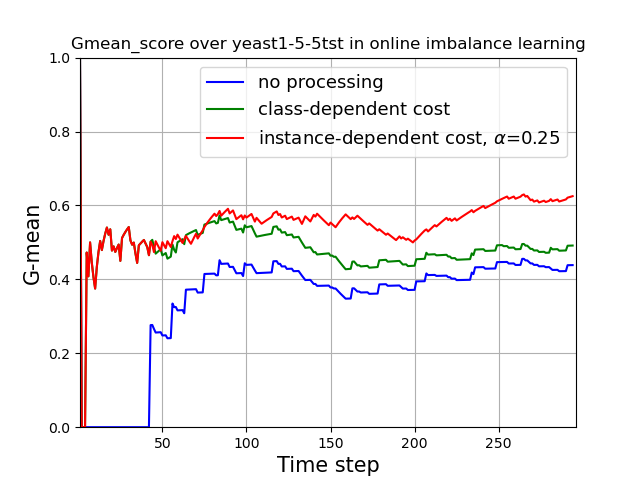 Gmean_score over yeast1-5-5tst in online imbalance learning
no processing
class-dependent cost
instance-dependent cost, α=0.25
G-mean
1.0
0.8
0.6
0.4
0.2
0.0
50 100 150 200 250
Time step